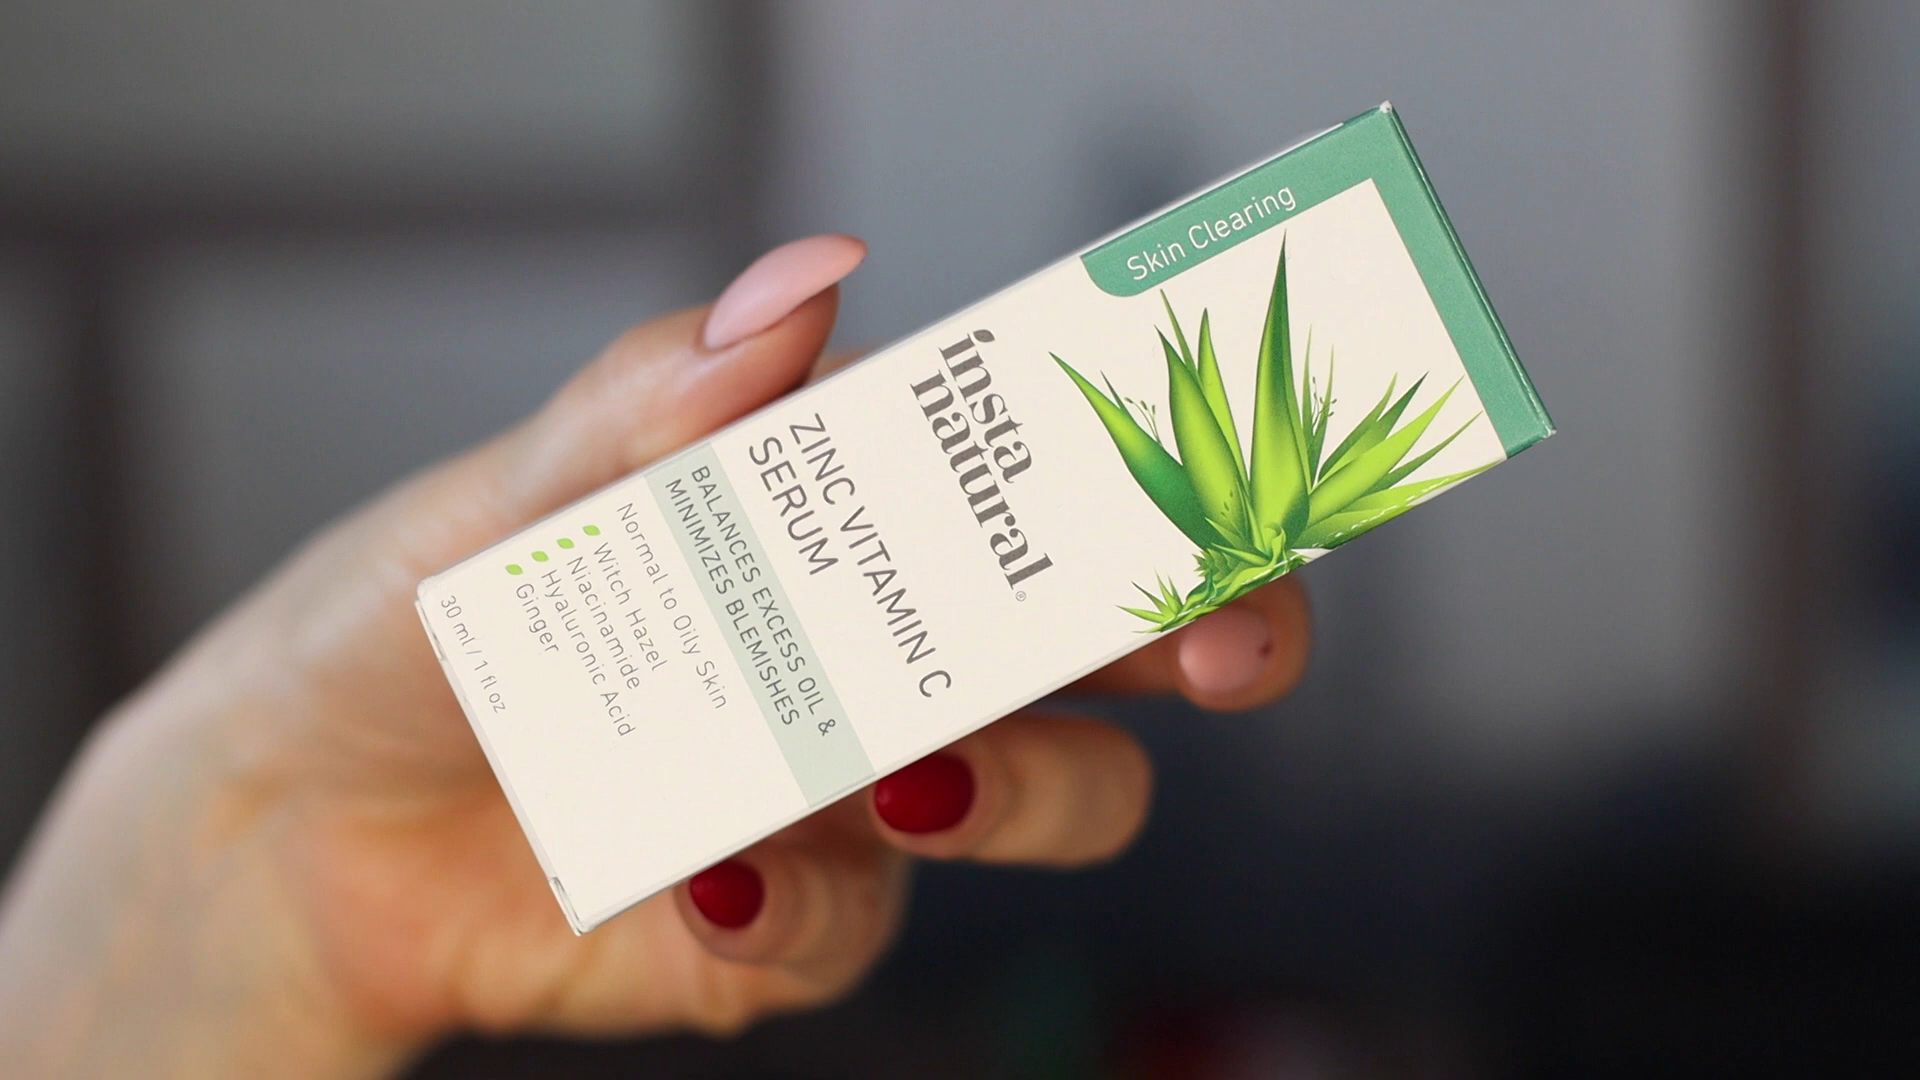 Skin Clearing
insta
natural®
ZINC VITAMIN C
SERUM
BALANCES EXCESS OIL &
MINIMIZES BLEMISHES
Normal to Oily Skin
Witch Hazel
Niacinamide
Hyaluronic Acid
Ginger
30 ml / 1 fl oz